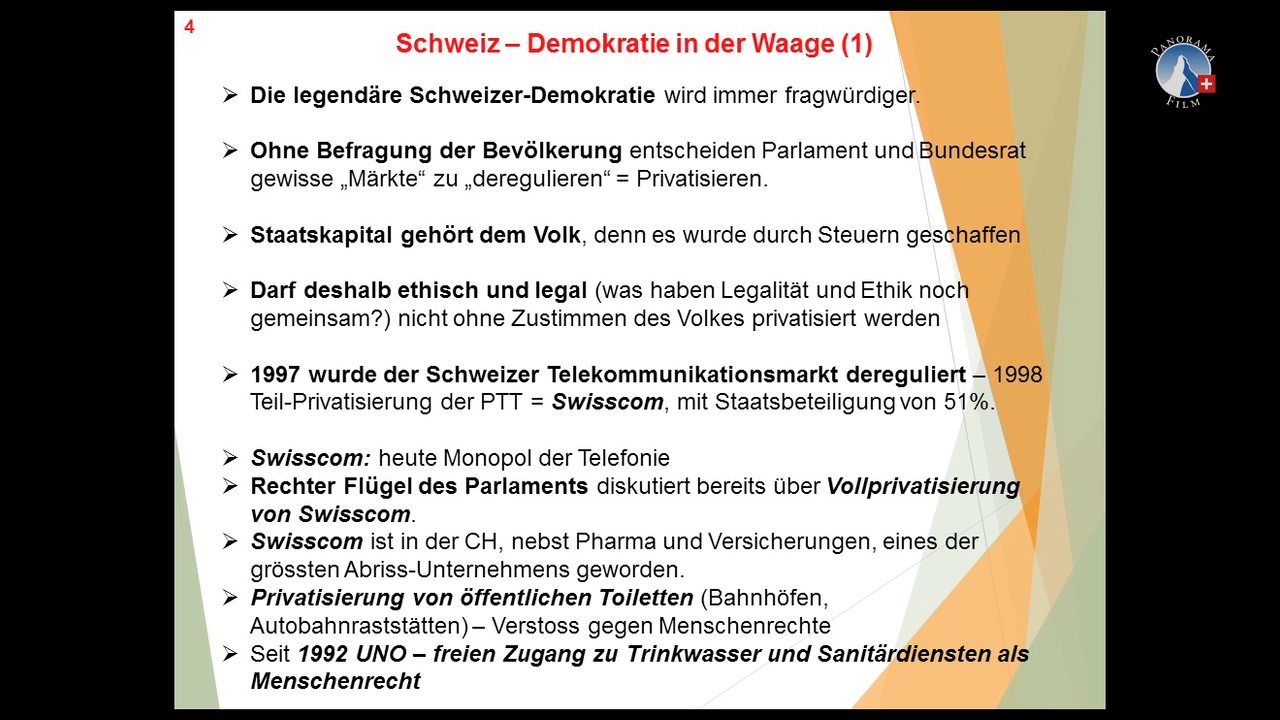 4
Schweiz – Demokratie in der Waage (1)
PANORAMA
FILM
➢ Die legendäre Schweizer-Demokratie wird immer fragwürdiger.
➢ Ohne Befragung der Bevölkerung entscheiden Parlament und Bundesrat
gewisse „Märkte“ zu „deregulieren“ = Privatisieren.
➢ Staatskapital gehört dem Volk, denn es wurde durch Steuern geschaffen
➢ Darf deshalb ethisch und legal (was haben Legalität und Ethik noch
gemeinsam?) nicht ohne Zustimmen des Volkes privatisiert werden
➢ 1997 wurde der Schweizer Telekommunikationsmarkt dereguliert – 1998
Teil-Privatisierung der PTT = Swisscom, mit Staatsbeteiligung von 51%.
➢ Swisscom: heute Monopol der Telefonie
➢ Rechter Flügel des Parlaments diskutiert bereits über Vollprivatisierung
von Swisscom.
➢ Swisscom ist in der CH, nebst Pharma und Versicherungen, eines der
grössten Abriss-Unternehmens geworden.
➢ Privatisierung von öffentlichen Toiletten (Bahnhöfen,
Autobahnraststätten) – Verstoss gegen Menschenrechte
➢ Seit 1992 UNO – freien Zugang zu Trinkwasser und Sanitärdiensten als
Menschenrecht